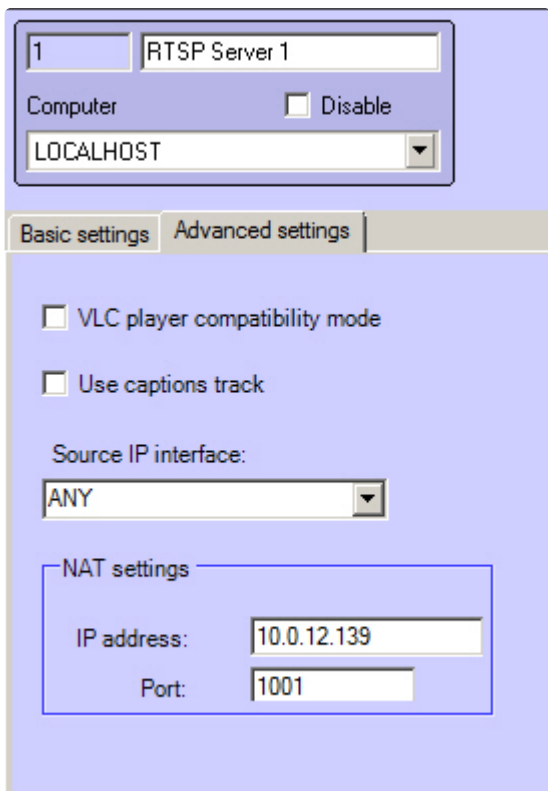 1 RTSP Server 1
Computer Disable
LOCALHOST
Basic settings Advanced settings
VLC player compatibility mode
Use captions track
Source IP interface:
ANY
NAT settings
IP address: 10.0.12.139
Port: 1001